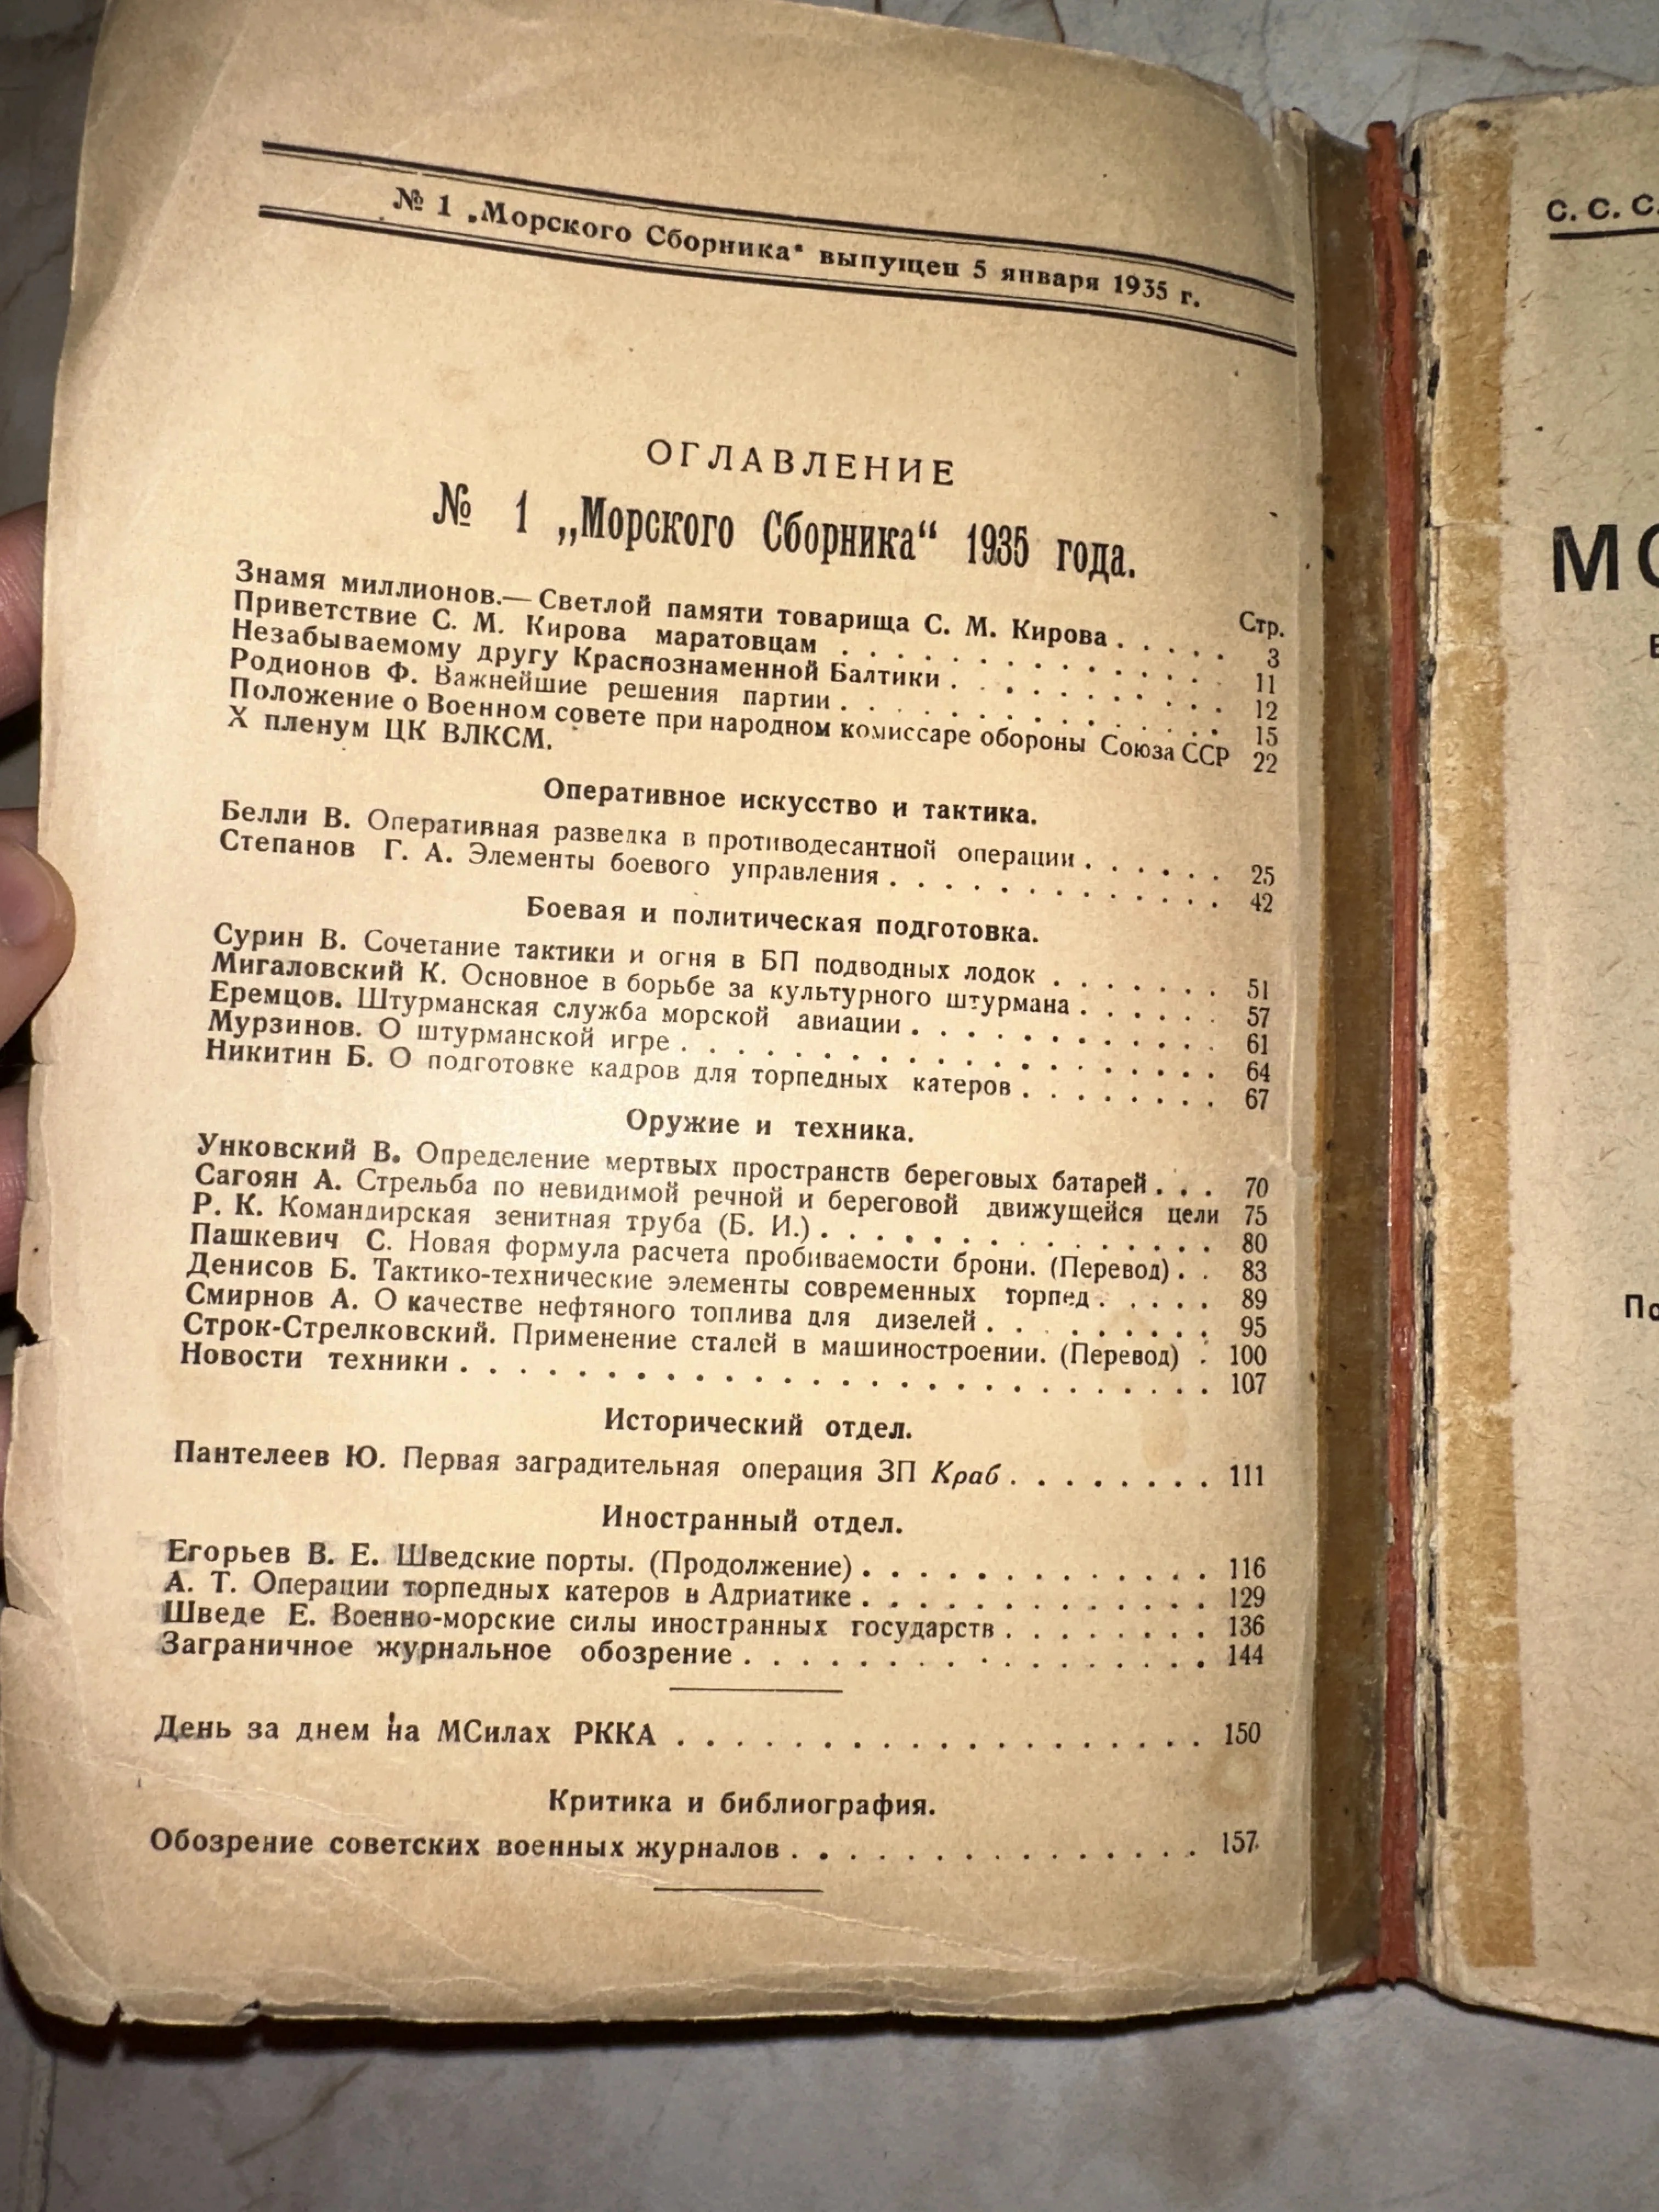 № 1 „Морского Сборника“ выпущен 5 января 1935 г.
ОГЛАВЛЕНИЕ
№ 1 „Морского Сборника“ 1935 года.
Стр.
Знамя миллионов.— Светлой памяти товарища С. М. Кирова . . . . . 3
Приветствие С. М. Кирова маратовцам . . . . . . . . . . . . . . 11
Незабываемому другу Краснознаменной Балтики . . . . . . . . . . 12
Родионов Ф. Важнейшие решения партии . . . . . . . . . . . . . . 15
Положение о Военном совете при народном комиссаре обороны Союза ССР 22
X пленум ЦК ВЛКСМ.
Оперативное искусство и тактика.
Белли В. Оперативная разведка в противодесантной операции . . . . . . 25
Степанов Г. А. Элементы боевого управления . . . . . . . . . . . . 42
Боевая и политическая подготовка.
Сурин В. Сочетание тактики и огня в БП подводных лодок . . . . . . . 51
Мигаловский К. Основное в борьбе за культурного штурмана . . . . . . 57
Еремцов. Штурманская служба морской авиации . . . . . . . . . . . 61
Мурзинов. О штурманской игре . . . . . . . . . . . . . . . . . . . 64
Никитин Б. О подготовке кадров для торпедных катеров . . . . . . . . 67
Оружие и техника.
Унковский В. Определение мертвых пространств береговых батарей . . . 70
Сагоян А. Стрельба по невидимой речной и береговой движущейся цели 75
Р. К. Командирская зенитная труба (Б. И.) . . . . . . . . . . . . . . 80
Пашкевич С. Новая формула расчета пробиваемости брони. (Перевод) . . 83
Денисов Б. Тактико-технические элементы современных торпед . . . . . 89
Смирнов А. О качестве нефтяного топлива для дизелей . . . . . . . . 95
Строк-Стрелковский. Применение сталей в машиностроении. (Перевод) . 100
Новости техники . . . . . . . . . . . . . . . . . . . . . . . . . . 107
Исторический отдел.
Пантелеев Ю. Первая заградительная операция ЗП Краб . . . . . . . . 111
Иностранный отдел.
Егорьев В. Е. Шведские порты. (Продолжение) . . . . . . . . . . . . . 116
А. Т. Операции торпедных катеров в Адриатике . . . . . . . . . . . . . 129
Шведе Е. Военно-морские силы иностранных государств . . . . . . . . 136
Заграничное журнальное обозрение . . . . . . . . . . . . . . . . . 144
День за днем на МСилах РККА . . . . . . . . . . . . . . . . . . . 150
Критика и библиография.
Обозрение советских военных журналов . . . . . . . . . . . . . . . 157
С. С. С.
МО
По